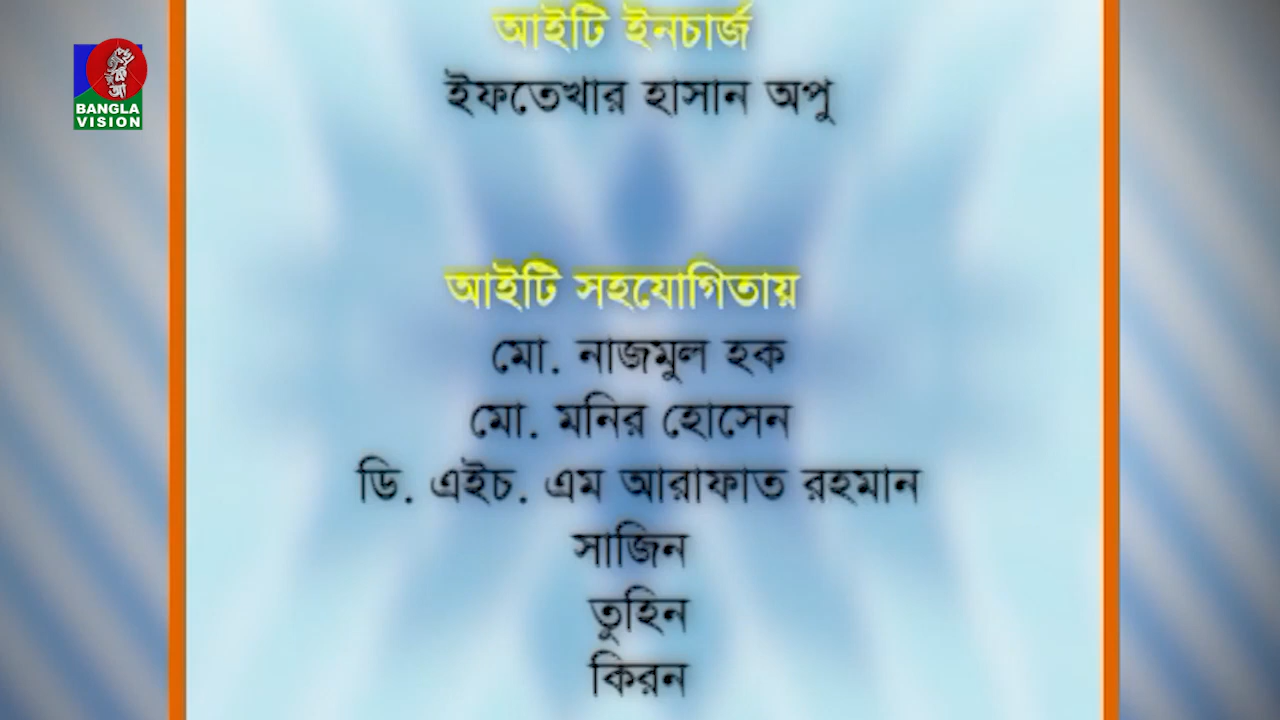 আইটি ইনচার্জ
ইফতেখার হাসান অপু
BANGLA
VISION
আইটি সহযোগিতায়
মো. নাজমুল হক
মো. মনির হোসেন
ডি. এইচ. এম আরাফাত রহমান
সাজিন
তুহিন
কিরন